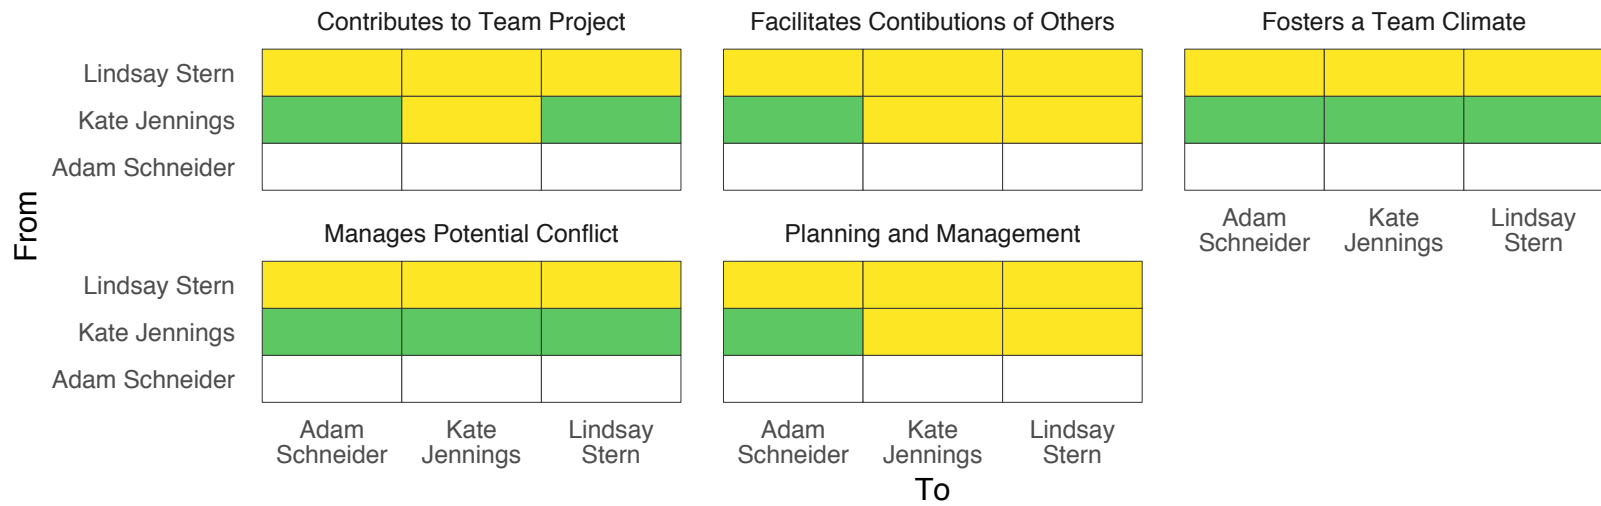 Contributes to Team Project
Facilitates Contibutions of Others
Fosters a Team Climate
Lindsay Stern
Kate Jennings
Adam Schneider
Adam
Schneider
Kate
Jennings
Lindsay
Stern
From
Manages Potential Conflict
Planning and Management
Lindsay Stern
Kate Jennings
Adam Schneider
Adam
Schneider
Kate
Jennings
Lindsay
Stern
Adam
Schneider
Kate
Jennings
Lindsay
Stern
To